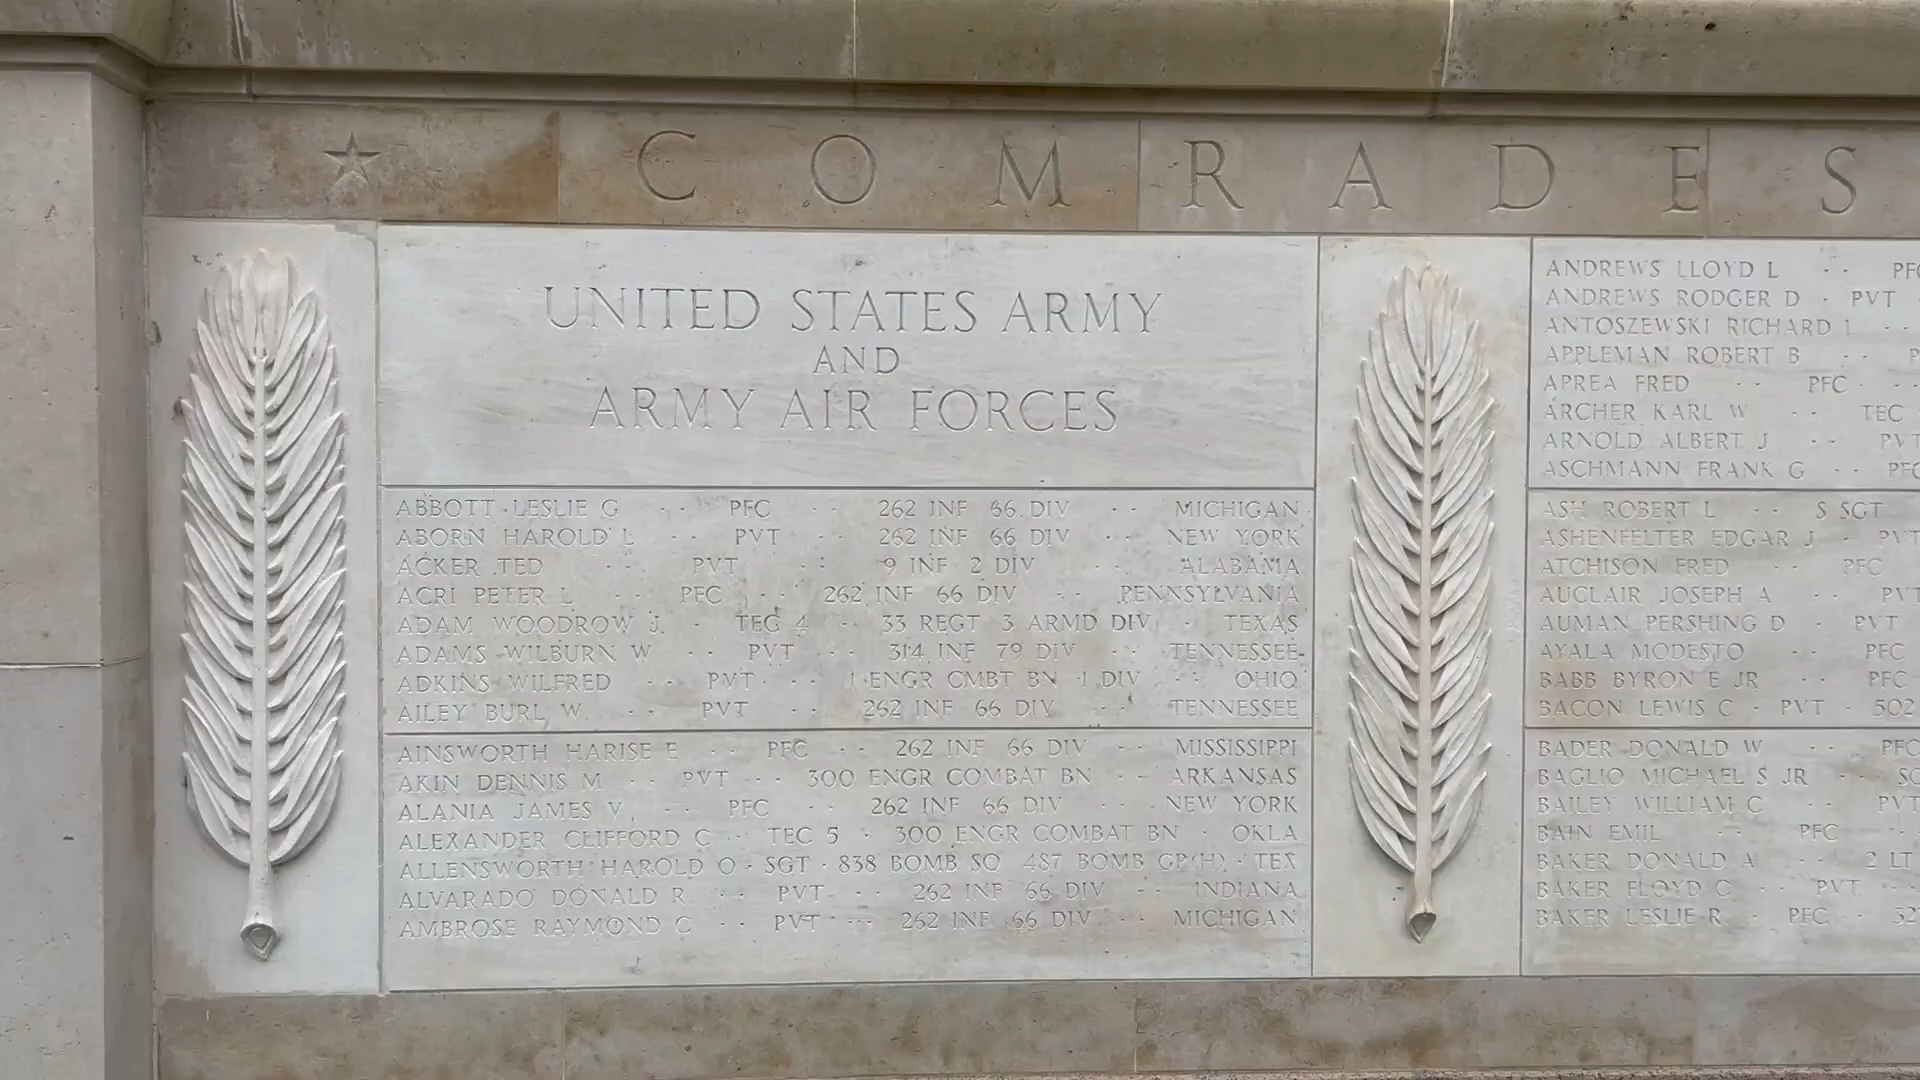 ★ COMRADES
UNITED STATES ARMY
AND
ARMY AIR FORCES
ABBOTT LESLIE G · · PFC · · 262 INF 66 DIV · · MICHIGAN
ABORN HAROLD L · · PVT · · 262 INF 66 DIV · · NEW YORK
ACKER TED · · PVT · · 9 INF 2 DIV · · ALABAMA
ACRI PETER L · · PFC · · 262 INF 66 DIV · · PENNSYLVANIA
ADAM WOODROW J · TEC 4 · · 33 REGT 3 ARMD DIV · TEXAS
ADAMS WILBURN W · · PVT · · 314 INF 79 DIV · · TENNESSEE
ADKINS WILFRED · · PVT · · 1 ENGR CMBT BN 1 DIV · · OHIO
AILEY BURL W · · PVT · · 262 INF 66 DIV · · TENNESSEE
AINSWORTH HARISE E · · PFC · · 262 INF 66 DIV · · MISSISSIPPI
AKIN DENNIS M · · PVT · · 300 ENGR COMBAT BN · · ARKANSAS
ALANIA JAMES V · · PFC · · 262 INF 66 DIV · · NEW YORK
ALEXANDER CLIFFORD C · TEC 5 · 300 ENGR COMBAT BN · OKLA
ALLENSWORTH HAROLD O · SGT · 838 BOMB SQ 487 BOMB GP(H) · TEX
ALVARADO DONALD R · · PVT · · 262 INF 66 DIV · · INDIANA
AMBROSE RAYMOND C · · PVT · · 262 INF 66 DIV · · MICHIGAN
ANDREWS LLOYD L · · PFC
ANDREWS RODGER D · PVT ·
ANTOSZEWSKI RICHARD · ·
APPLEMAN ROBERT B · ·
APREA FRED · · PFC · ·
ARCHER KARL W · · TEC
ARNOLD ALBERT J · · PVT
ASCHMANN FRANK G · · PFC
ASH ROBERT L · · S SGT
ASHENFELTER EDGAR J · PVT
ATCHISON FRED · · PFC
AUCLAIR JOSEPH A · · PVT
AUMAN PERSHING D · PVT
AYALA MODESTO · · PFC
BABB BYRON E JR · · PFC
BACON LEWIS C · PVT · 502
BADER DONALD W · · PFC
BAGLIO MICHAEL S JR · ·
BAILEY WILLIAM C · · PVT
BAIN EMIL · · PFC ·
BAKER DONALD A · · 2 LT
BAKER FLOYD C · · PVT · ·
BAKER LESLIE R · PFC · · 32